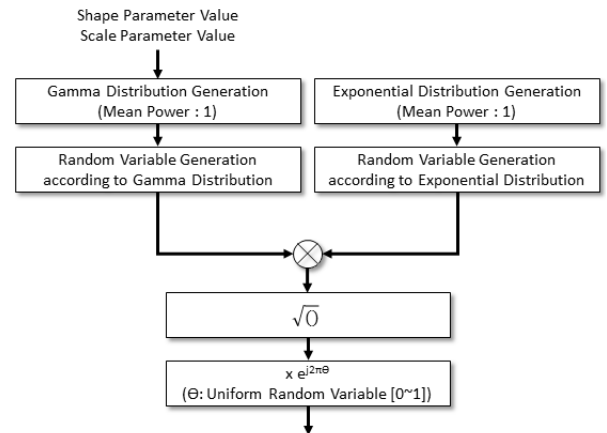 Shape Parameter Value
Scale Parameter Value
Gamma Distribution Generation
(Mean Power : 1)
Exponential Distribution Generation
(Mean Power : 1)
Random Variable Generation
according to Gamma Distribution
Random Variable Generation
according to Exponential Distribution
√()
x e^{j2πθ}
(Θ: Uniform Random Variable [0~1])